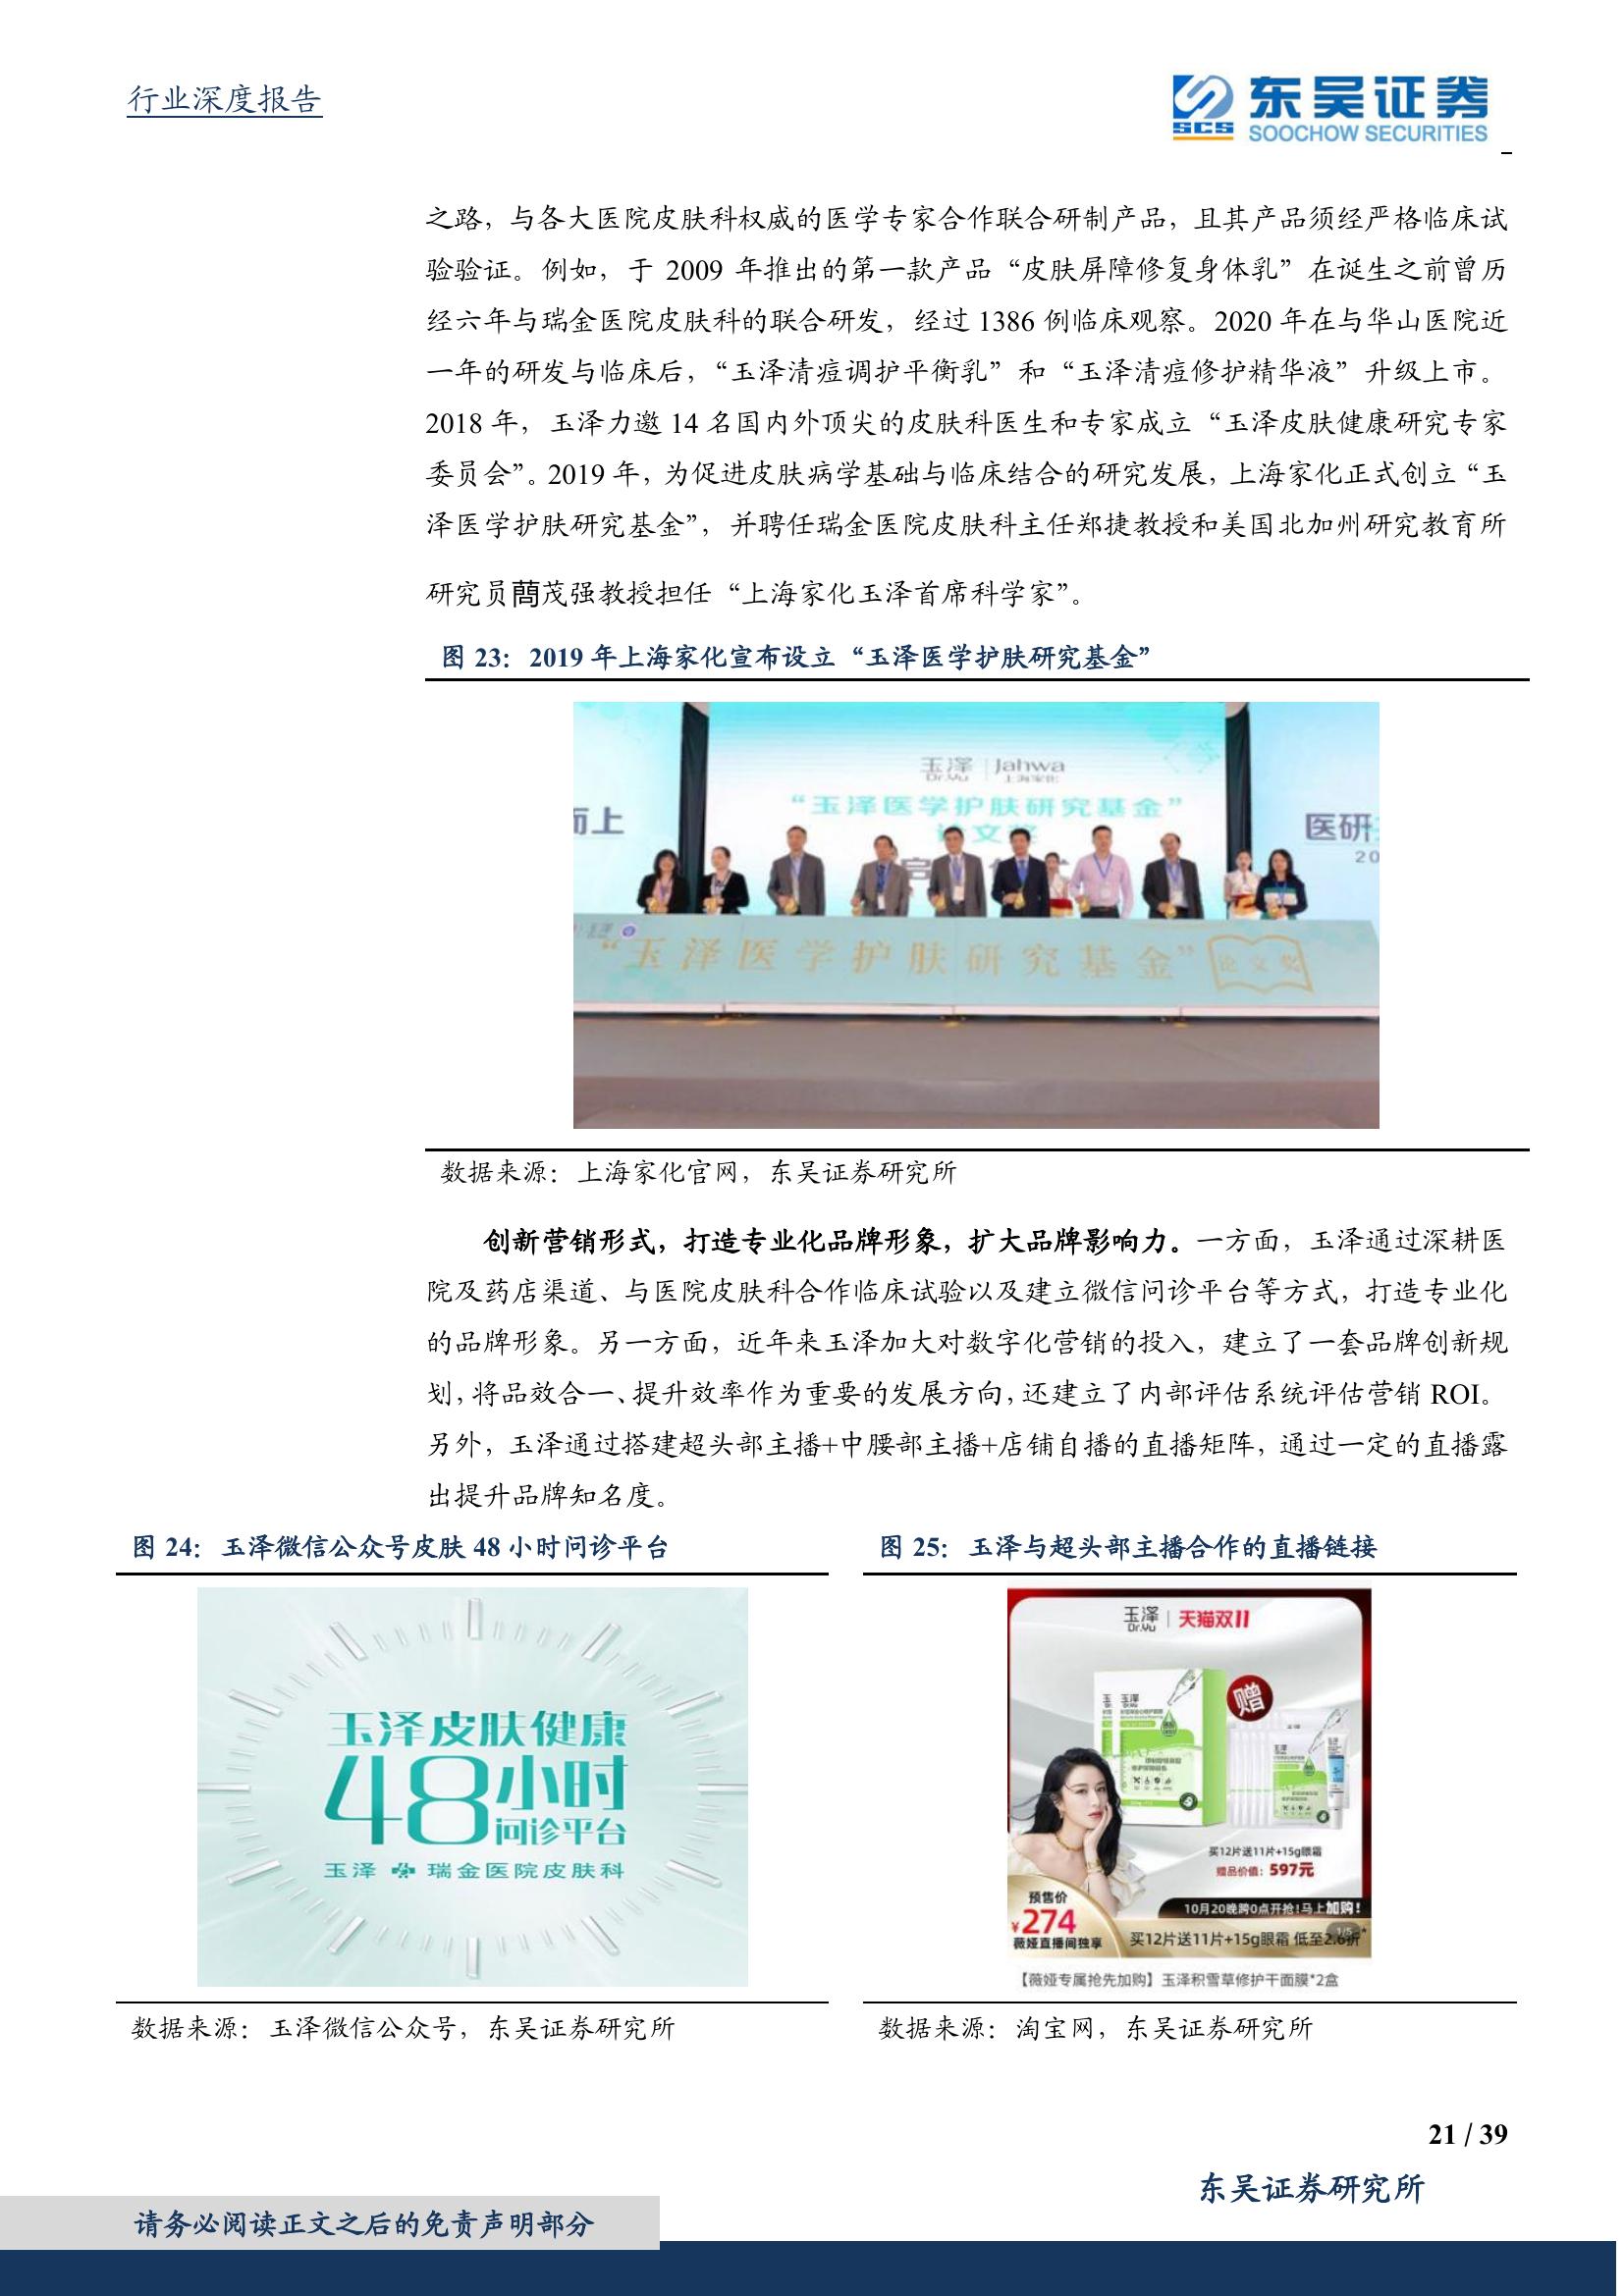 行业深度报告
SCS
东吴证券
SOOCHOW SECURITIES
之路，与各大医院皮肤科权威的医学专家合作联合研制产品，且其产品须经严格临床试
验验证。例如，于 2009 年推出的第一款产品“皮肤屏障修复身体乳”在诞生之前曾历
经六年与瑞金医院皮肤科的联合研发，经过 1386 例临床观察。2020 年在与华山医院近
一年的研发与临床后，“玉泽清痘调护平衡乳”和“玉泽清痘修护精华液”升级上市。
2018 年，玉泽力邀 14 名国内外顶尖的皮肤科医生和专家成立“玉泽皮肤健康研究专家
委员会”。2019 年，为促进皮肤病学基础与临床结合的研究发展，上海家化正式创立“玉
泽医学护肤研究基金”，并聘任瑞金医院皮肤科主任郑捷教授和美国北加州研究教育所
研究员茂强教授担任“上海家化玉泽首席科学家”。
图 23：2019 年上海家化宣布设立“玉泽医学护肤研究基金”
玉泽 Dr.Yu | Jahwa 上海家化
“玉泽医学护肤研究基金”
论文奖
而上
医研
20
“玉泽医学护肤研究基金” 论文奖
数据来源：上海家化官网，东吴证券研究所
创新营销形式，打造专业化品牌形象，扩大品牌影响力。一方面，玉泽通过深耕医
院及药店渠道、与医院皮肤科合作临床试验以及建立微信问诊平台等方式，打造专业化
的品牌形象。另一方面，近年来玉泽加大对数字化营销的投入，建立了一套品牌创新规
划，将品效合一、提升效率作为重要的发展方向，还建立了内部评估系统评估营销 ROI。
另外，玉泽通过搭建超头部主播+中腰部主播+店铺自播的直播矩阵，通过一定的直播露
出提升品牌知名度。
图 24：玉泽微信公众号皮肤 48 小时问诊平台
玉泽皮肤健康
48小时
问诊平台
玉泽 瑞金医院皮肤科
数据来源：玉泽微信公众号，东吴证券研究所
图 25：玉泽与超头部主播合作的直播链接
玉泽 Dr.Yu | 天猫双11
赠
买12片送11片+15g眼霜
赠品价值：597元
预售价
¥274
薇娅直播间独享
10月20晚跨0点开抢!马上加购!
买12片送11片+15g眼霜 低至2.6折*
1/5
【薇娅专属抢先加购】玉泽积雪草修护干面膜*2盒
数据来源：淘宝网，东吴证券研究所
21 / 39
东吴证券研究所
请务必阅读正文之后的免责声明部分